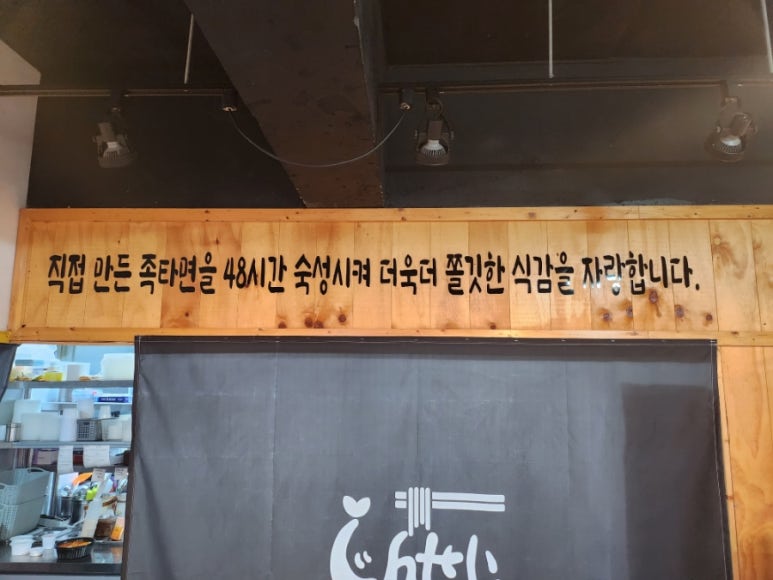 직접 만든 족타면을 48시간 숙성시켜 더욱더 쫄깃한 식감을 자랑합니다.